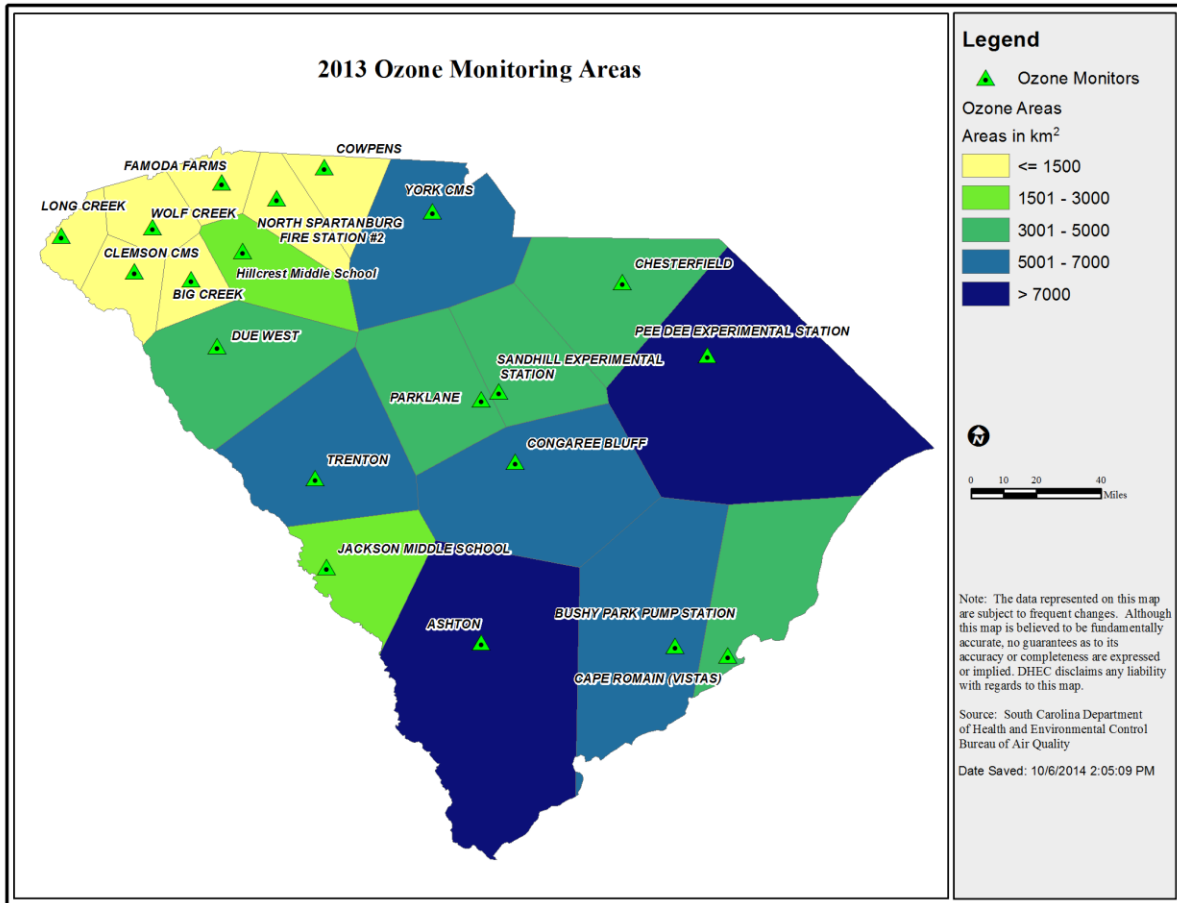 2013 Ozone Monitoring Areas
COWPENS
FAMODA FARMS
YORK CMS
LONG CREEK
WOLF CREEK
NORTH SPARTANBURG
FIRE STATION #2
CLEMSON CMS
Hillcrest Middle School
BIG CREEK
CHESTERFIELD
DUE WEST
PEE DEE EXPERIMENTAL STATION
SANDHILL EXPERIMENTAL
STATION
PARKLANE
CONGAREE BLUFF
TRENTON
JACKSON MIDDLE SCHOOL
BUSHY PARK PUMP STATION
ASHTON
CAPE ROMAIN (VISTAS)
Legend
Ozone Monitors
Ozone Areas
Areas in km²
<= 1500
1501 - 3000
3001 - 5000
5001 - 7000
> 7000
N
0 10 20 40
Miles
Note: The data represented on this map
are subject to frequent changes. Although
this map is believed to be fundamentally
accurate, no guarantees as to its
accuracy or completeness are expressed
or implied. DHEC disclaims any liability
with regards to this map.
Source: South Carolina Department
of Health and Environmental Control
Bureau of Air Quality
Date Saved: 10/6/2014 2:05:09 PM